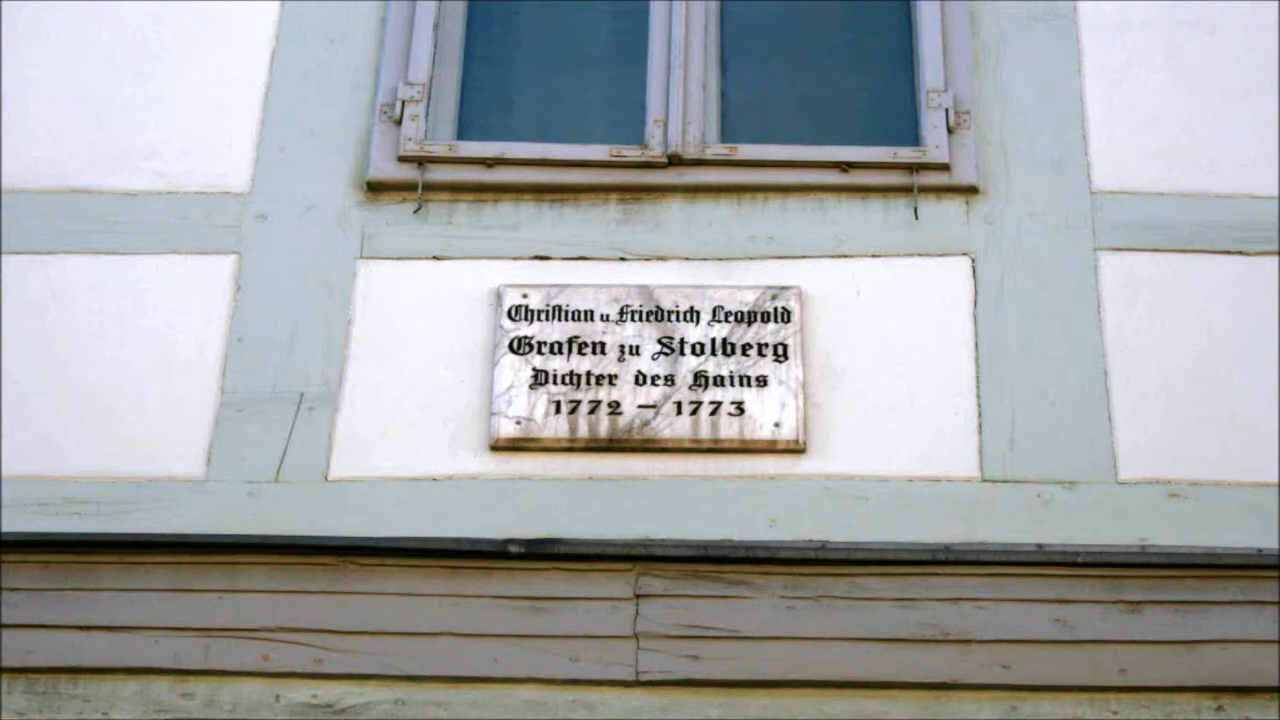 Christian u. Friedrich Leopold
Grafen zu Stolberg
Dichter des Hains
1772 – 1773